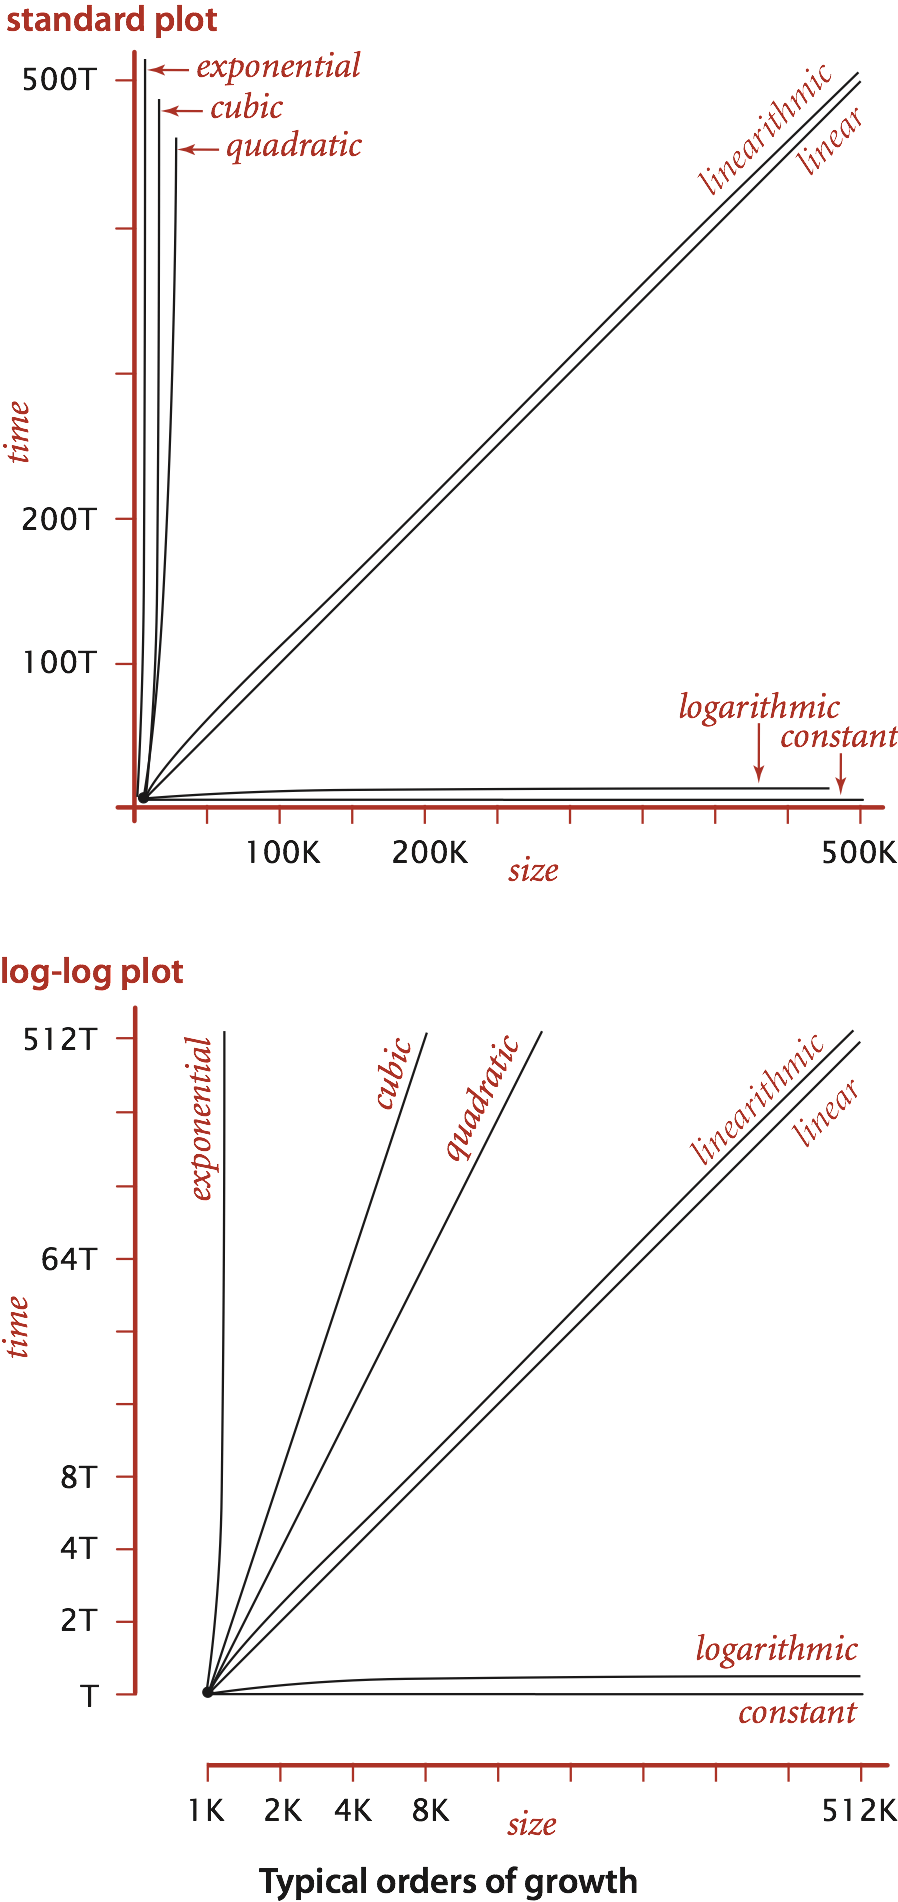 standard plot
500T
exponential
cubic
quadratic
linearithmic
linear
time
200T
100T
logarithmic
constant
100K 200K 500K
size
log-log plot
512T
exponential
cubic
quadratic
linearithmic
linear
64T
time
8T
4T
2T
T
logarithmic
constant
1K 2K 4K 8K 512K
size
Typical orders of growth